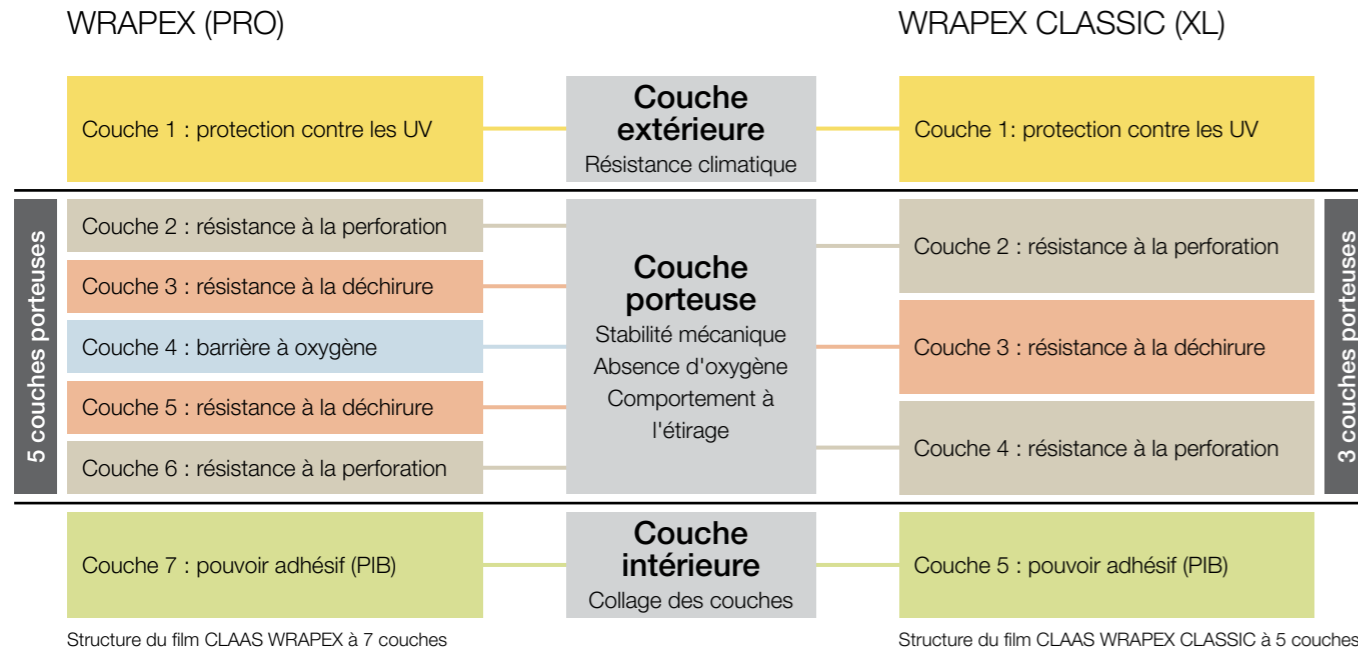 WRAPEX (PRO)
WRAPEX CLASSIC (XL)
Couche 1 : protection contre les UV
Couche
extérieure
Résistance climatique
Couche 1: protection contre les UV
5 couches porteuses
Couche 2 : résistance à la perforation
Couche 3 : résistance à la déchirure
Couche 4 : barrière à oxygène
Couche 5 : résistance à la déchirure
Couche 6 : résistance à la perforation
Couche
porteuse
Stabilité mécanique
Absence d'oxygène
Comportement à
l'étirage
Couche 2 : résistance à la perforation
Couche 3 : résistance à la déchirure
Couche 4 : résistance à la perforation
3 couches porteuses
Couche 7 : pouvoir adhésif (PIB)
Couche
intérieure
Collage des couches
Couche 5 : pouvoir adhésif (PIB)
Structure du film CLAAS WRAPEX à 7 couches
Structure du film CLAAS WRAPEX CLASSIC à 5 couches